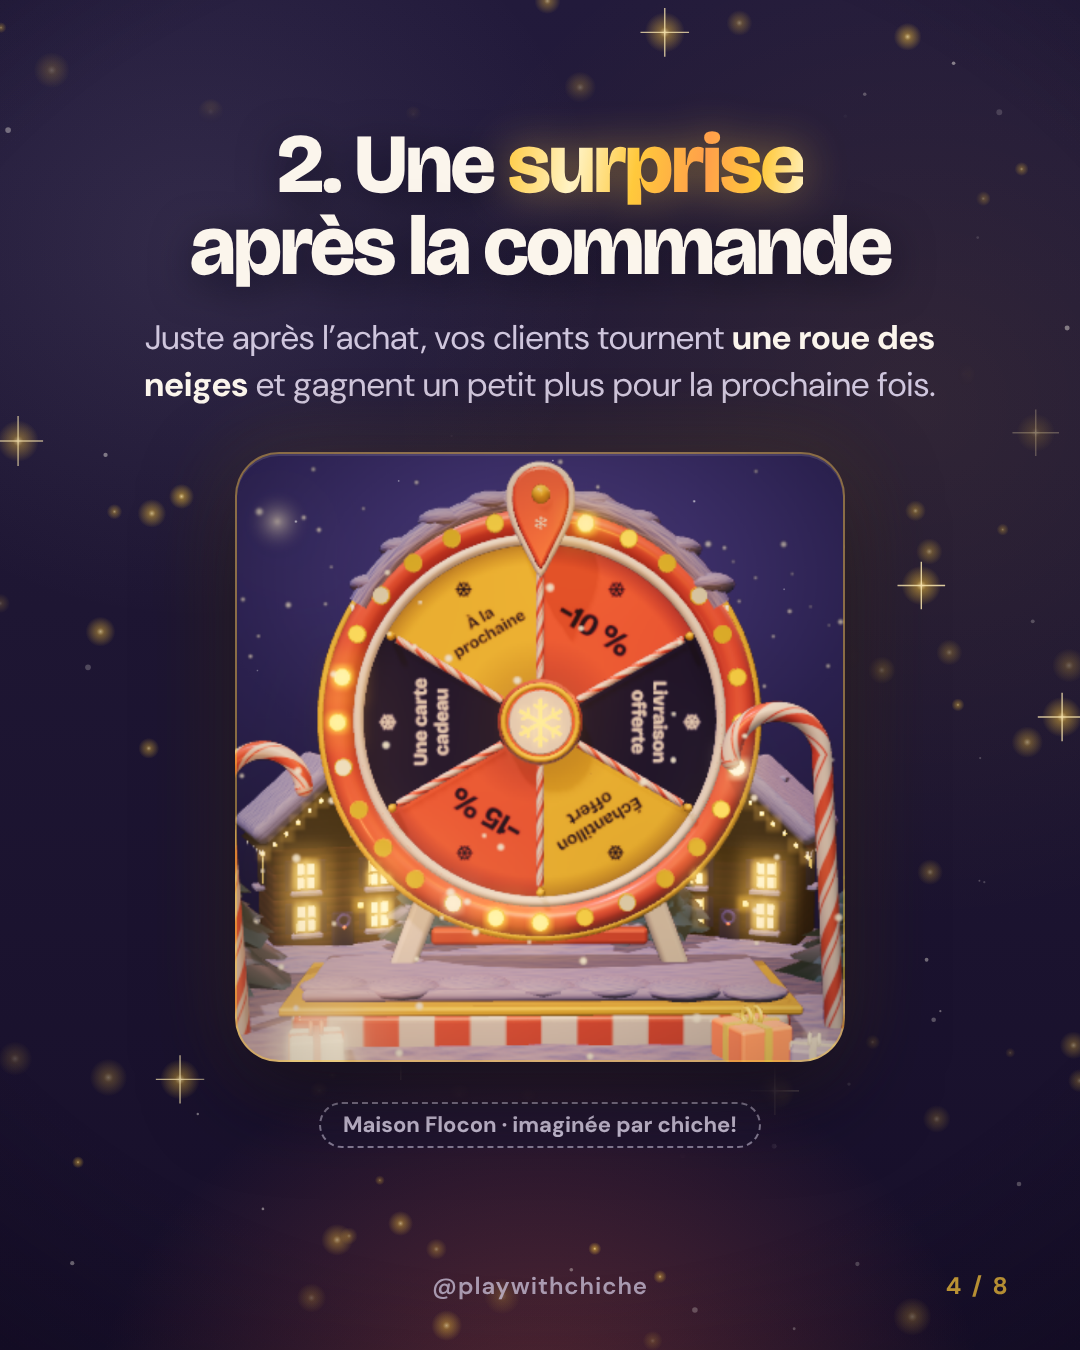 2. Une surprise
après la commande
Juste après l’achat, vos clients tournent une roue des
neiges et gagnent un petit plus pour la prochaine fois.
À la
prochaine
-10 %
Une carte
cadeau
Livraison
offerte
-15 %
Échantillon
offert
Maison Flocon · imaginée par chiche!
@playwithchiche
4 / 8